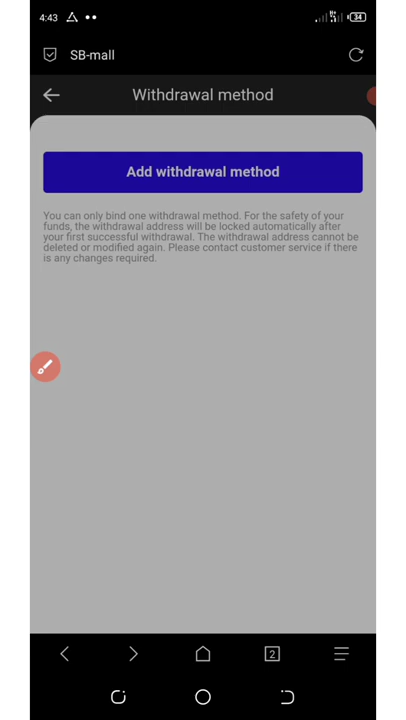 4:43
34
SB-mall
Withdrawal method
Add withdrawal method
You can only bind one withdrawal method. For the safety of your
funds, the withdrawal address will be locked automatically after
your first successful withdrawal. The withdrawal address cannot be
deleted or modified again. Please contact customer service if there
is any changes required.
2